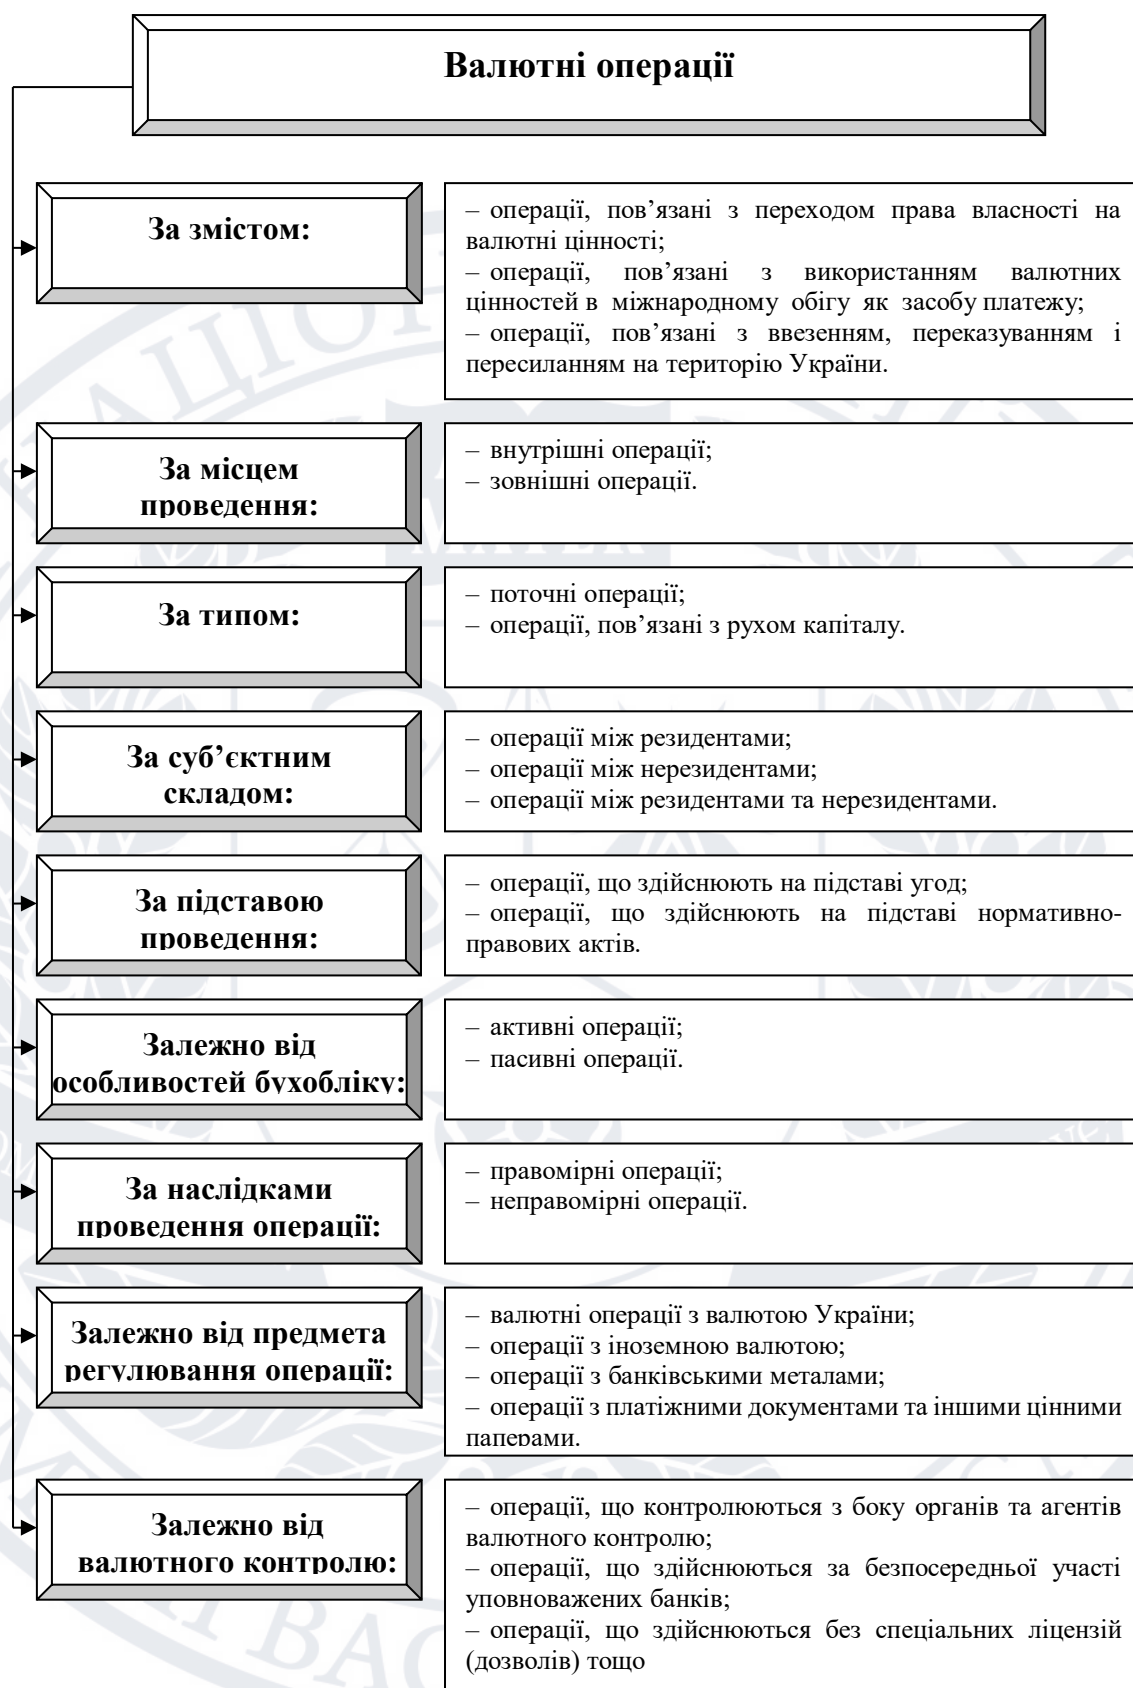 Валютні операції
За змістом:
– операції, пов’язані з переходом права власності на
валютні цінності;
– операції, пов’язані з використанням валютних
цінностей в міжнародному обігу як засобу платежу;
– операції, пов’язані з ввезенням, переказуванням і
пересиланням на територію України.
За місцем
проведення:
– внутрішні операції;
– зовнішні операції.
За типом:
– поточні операції;
– операції, пов’язані з рухом капіталу.
За суб’єктним
складом:
– операції між резидентами;
– операції між нерезидентами;
– операції між резидентами та нерезидентами.
За підставою
проведення:
– операції, що здійснюють на підставі угод;
– операції, що здійснюють на підставі нормативно-
правових актів.
Залежно від
особливостей бухобліку:
– активні операції;
– пасивні операції.
За наслідками
проведення операції:
– правомірні операції;
– неправомірні операції.
Залежно від предмета
регулювання операції:
– валютні операції з валютою України;
– операції з іноземною валютою;
– операції з банківськими металами;
– операції з платіжними документами та іншими цінними
паперами.
Залежно від
валютного контролю:
– операції, що контролюються з боку органів та агентів
валютного контролю;
– операції, що здійснюються за безпосередньої участі
уповноважених банків;
– операції, що здійснюються без спеціальних ліцензій
(дозволів) тощо